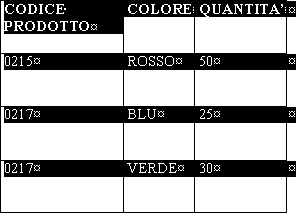 CODICE COLORE QUANTITA'
PRODOTTO
0215 ROSSO 50
0217 BLU 25
0217 VERDE 30